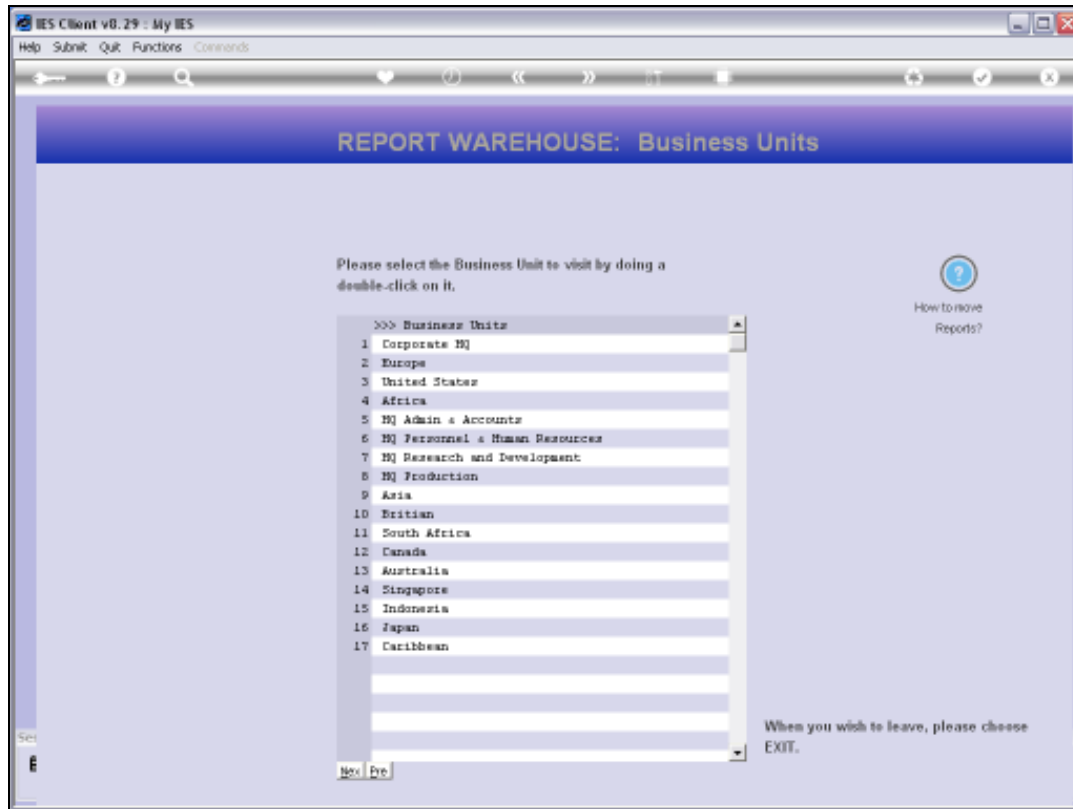 IES Client v8.29 : My IES
Help Submit Quit Functions Commands
REPORT WAREHOUSE: Business Units
Please select the Business Unit to visit by doing a
double-click on it.
How to move
Reports?
>>> Business Units
1 Corporate HQ
2 Europe
3 United States
4 Africa
5 HQ Admin & Accounts
6 HQ Personnel & Human Resources
7 HQ Research and Development
8 HQ Production
9 Asia
10 Britian
11 South Africa
12 Canada
13 Australia
14 Singapore
15 Indonesia
16 Japan
17 Caribbean
When you wish to leave, please choose
EXIT.
Nex Pre